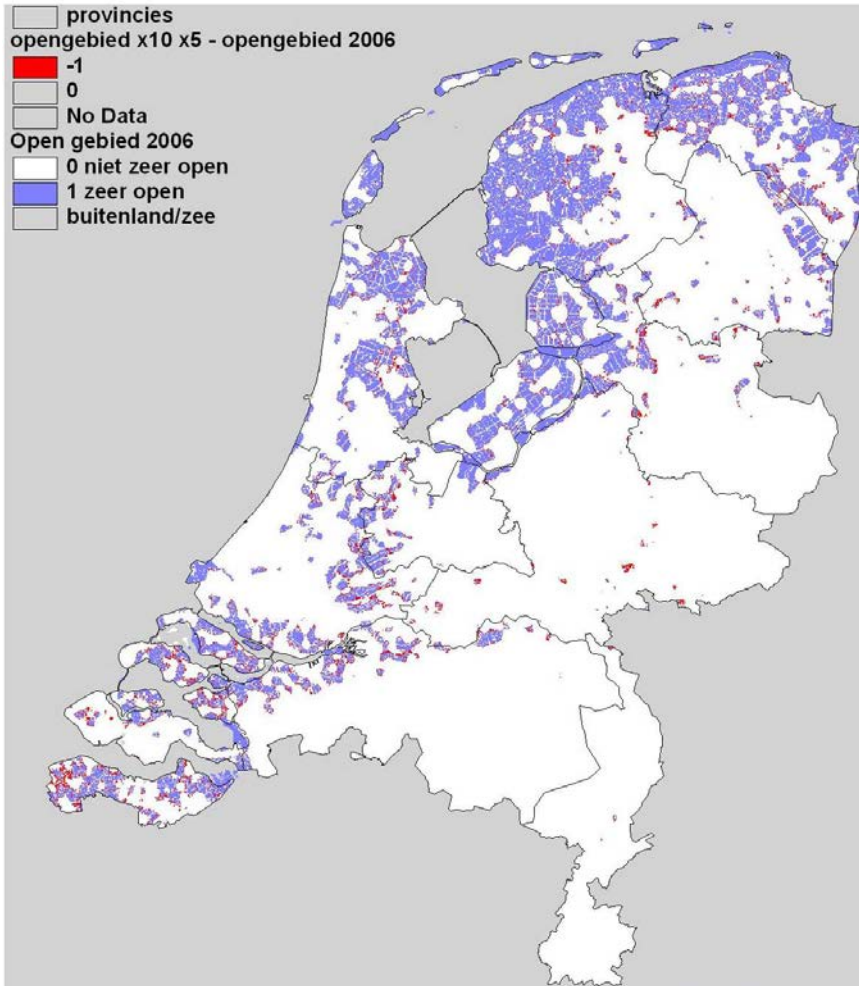 provincies
opengebied x10 x5 - opengebied 2006
-1
0
No Data
Open gebied 2006
0 niet zeer open
1 zeer open
buitenland/zee